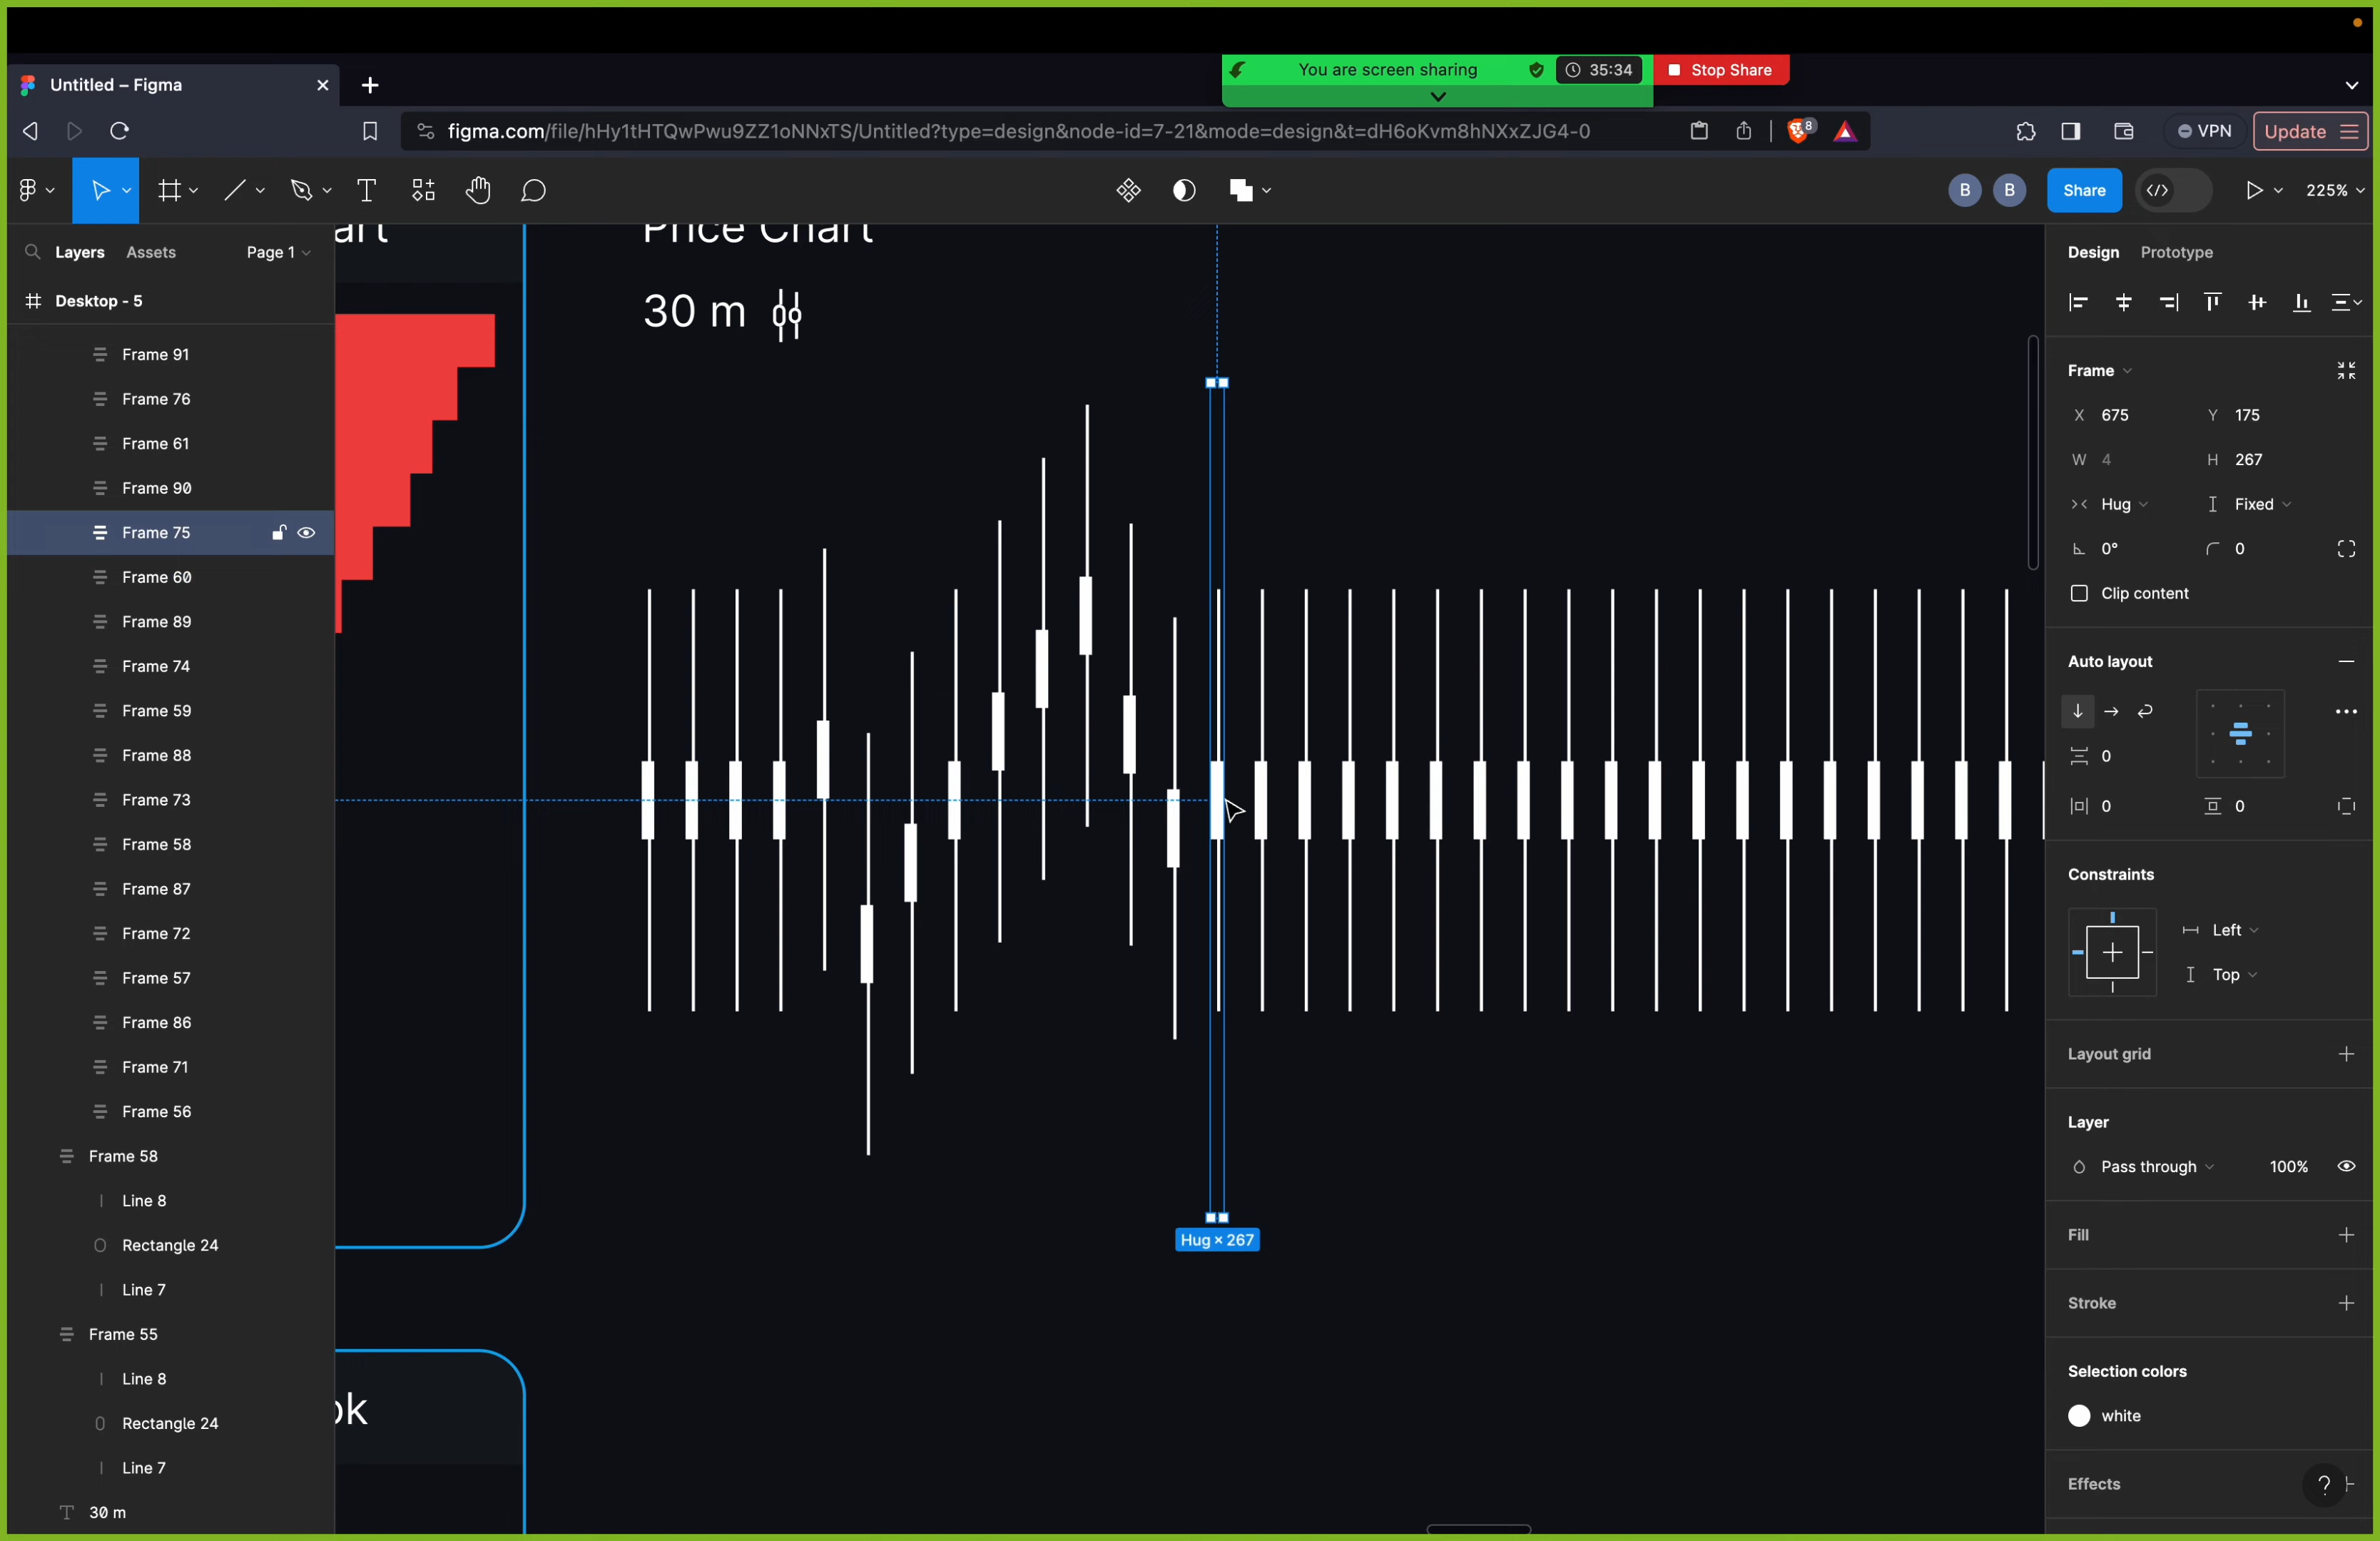 You are screen sharing
35:34
Stop Share
Untitled – Figma
figma.com/file/hHy1tHTQwPwu9ZZ1oNNxTS/Untitled?type=design&node-id=7-21&mode=design&t=dH6oKvm8hNXxZJG4-0
8
VPN
Update
B
B
Share
225%
Layers
Assets
Page 1
Desktop - 5
Frame 91
Frame 76
Frame 61
Frame 90
Frame 75
Frame 60
Frame 89
Frame 74
Frame 59
Frame 88
Frame 73
Frame 58
Frame 87
Frame 72
Frame 57
Frame 86
Frame 71
Frame 56
Frame 58
Line 8
Rectangle 24
Line 7
Frame 55
Line 8
Rectangle 24
Line 7
30 m
art
Price Chart
30 m
Hug × 267
ok
Design
Prototype
Frame
X 675
Y 175
W 4
H 267
Hug
Fixed
0°
0
Clip content
Auto layout
0
0
0
Constraints
Left
Top
Layout grid
Layer
Pass through
100%
Fill
Stroke
Selection colors
white
Effects
?